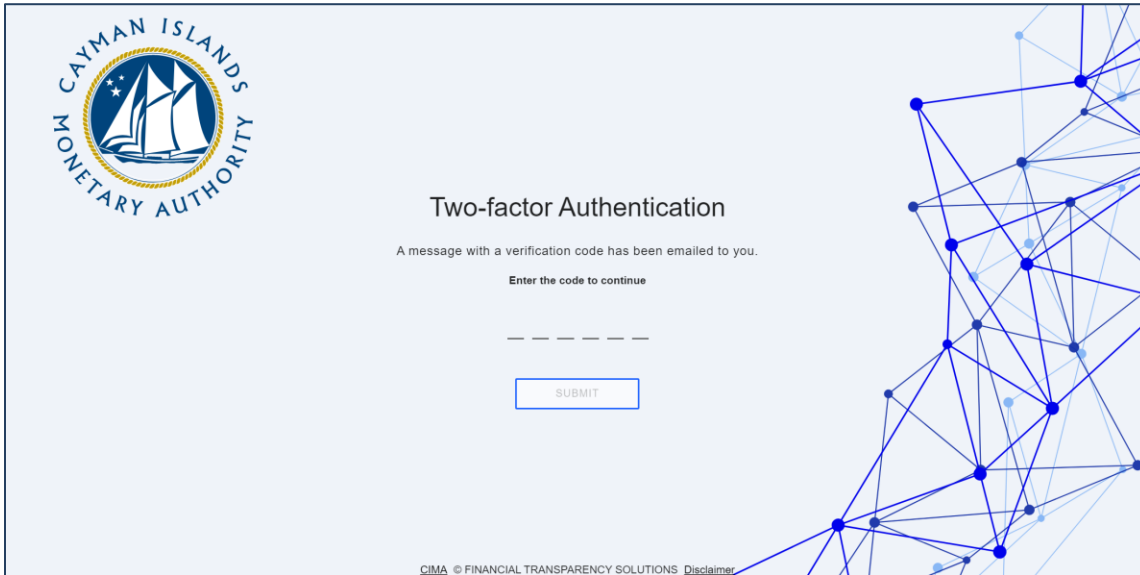 CAYMAN ISLANDS
MONETARY AUTHORITY
Two-factor Authentication
A message with a verification code has been emailed to you.
Enter the code to continue
SUBMIT
CIMA © FINANCIAL TRANSPARENCY SOLUTIONS Disclaimer